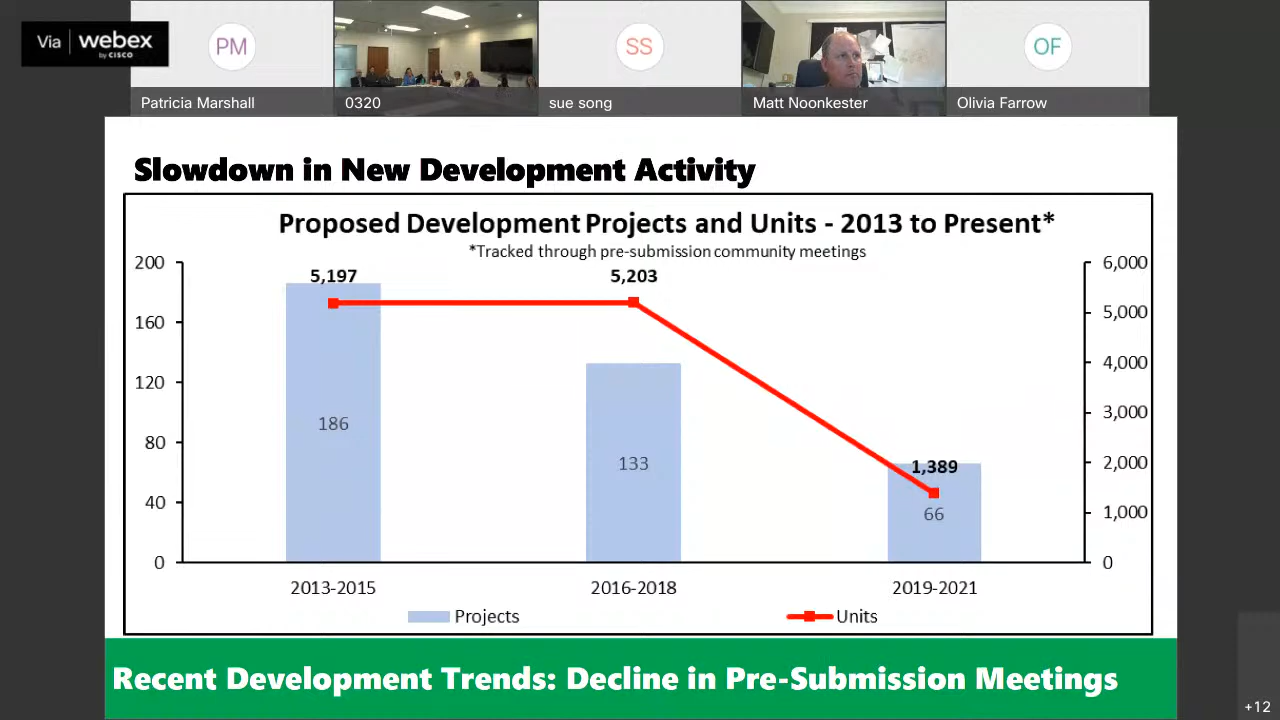 Via webex
by CISCO
PM
SS
OF
Patricia Marshall
0320
sue song
Matt Noonkester
Olivia Farrow
Slowdown in New Development Activity
Proposed Development Projects and Units - 2013 to Present*
*Tracked through pre-submission community meetings
200
160
120
80
40
0
6,000
5,000
4,000
3,000
2,000
1,000
0
5,197
5,203
1,389
186
133
66
2013-2015
2016-2018
2019-2021
Projects
Units
Recent Development Trends: Decline in Pre-Submission Meetings
+12